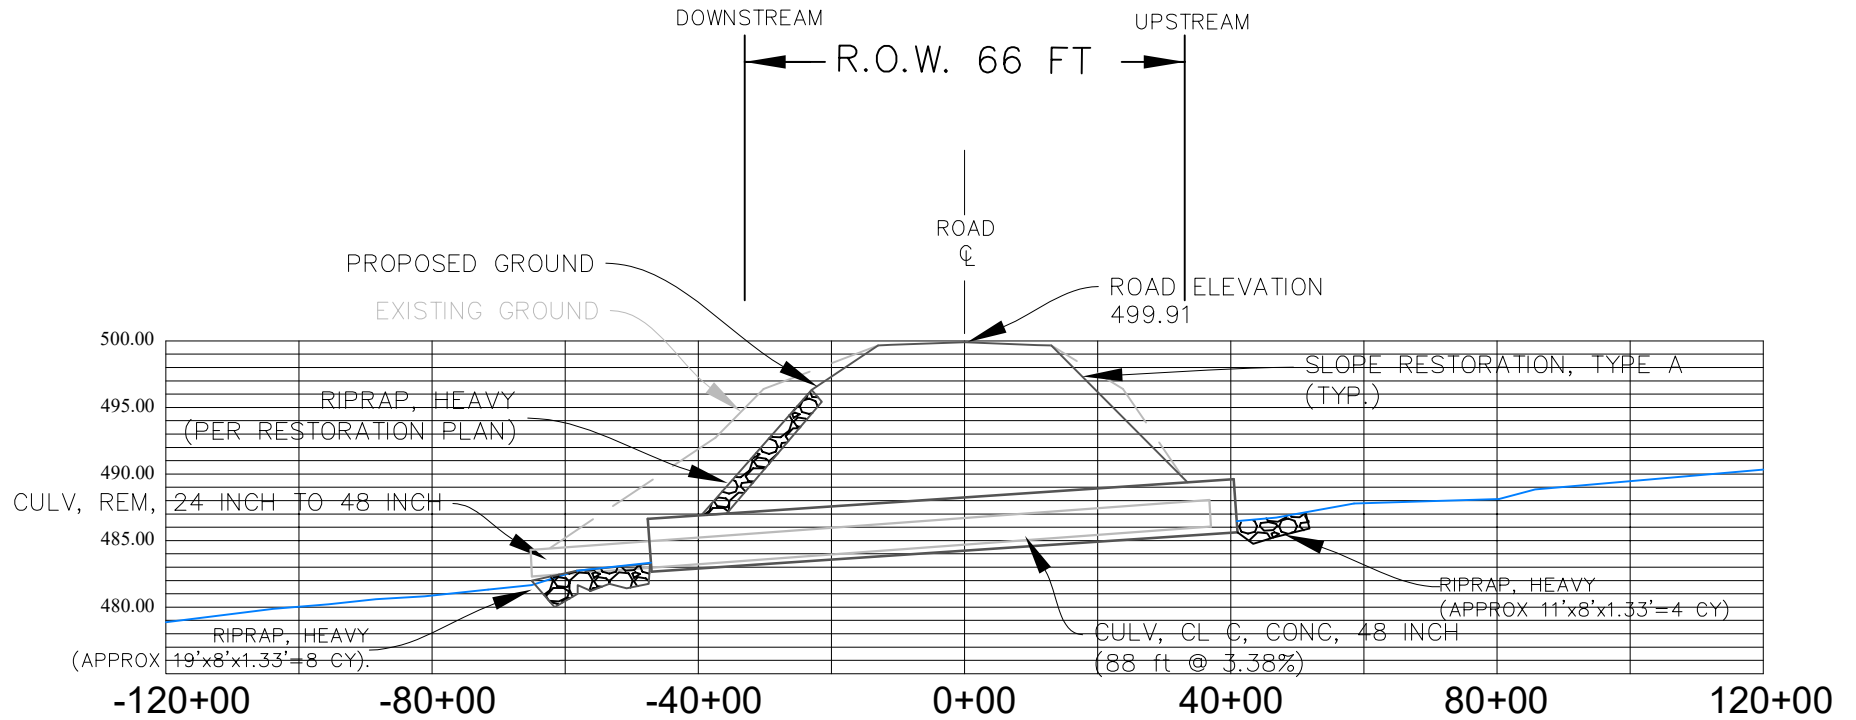 DOWNSTREAM
UPSTREAM
R.O.W. 66 FT
ROAD
℄
PROPOSED GROUND
EXISTING GROUND
ROAD ELEVATION
499.91
SLOPE RESTORATION, TYPE A
(TYP.)
RIPRAP, HEAVY
(PER RESTORATION PLAN)
CULV, REM, 24 INCH TO 48 INCH
RIPRAP, HEAVY
(APPROX 11'x8'x1.33'=4 CY)
RIPRAP, HEAVY
(APPROX 19'x8'x1.33'=8 CY).
CULV, CL C, CONC, 48 INCH
(88 ft @ 3.38%)
500.00
495.00
490.00
485.00
480.00
-120+00 -80+00 -40+00 0+00 40+00 80+00 120+00